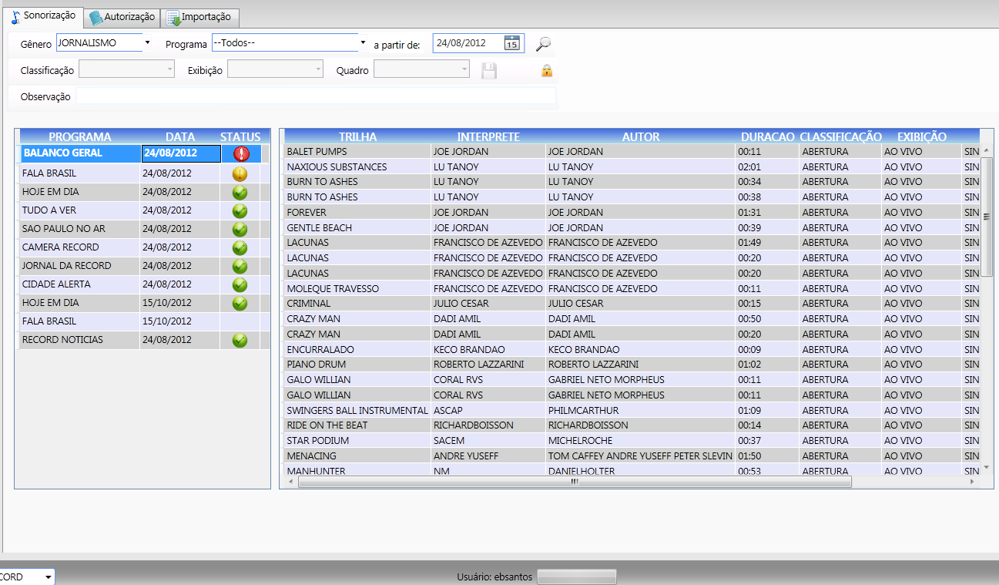 Sonorização Autorização Importação
Gênero JORNALISMO Programa --Todos-- a partir de: 24/08/2012 15
Classificação Exibição Quadro
Observação
PROGRAMA DATA STATUS
BALANCO GERAL 24/08/2012
FALA BRASIL 24/08/2012
HOJE EM DIA 24/08/2012
TUDO A VER 24/08/2012
SAO PAULO NO AR 24/08/2012
CAMERA RECORD 24/08/2012
JORNAL DA RECORD 24/08/2012
CIDADE ALERTA 24/08/2012
HOJE EM DIA 15/10/2012
FALA BRASIL 15/10/2012
RECORD NOTICIAS 24/08/2012
TRILHA INTERPRETE AUTOR DURACAO CLASSIFICAÇÃO EXIBIÇÃO
BALET PUMPS JOE JORDAN JOE JORDAN 00:11 ABERTURA AO VIVO SIN
NAXIOUS SUBSTANCES LU TANOY LU TANOY 02:01 ABERTURA AO VIVO SIN
BURN TO ASHES LU TANOY LU TANOY 00:34 ABERTURA AO VIVO SIN
BURN TO ASHES LU TANOY LU TANOY 00:38 ABERTURA AO VIVO SIN
FOREVER JOE JORDAN JOE JORDAN 01:31 ABERTURA AO VIVO SIN
GENTLE BEACH JOE JORDAN JOE JORDAN 00:39 ABERTURA AO VIVO SIN
LACUNAS FRANCISCO DE AZEVEDO FRANCISCO DE AZEVEDO 01:49 ABERTURA AO VIVO SIN
LACUNAS FRANCISCO DE AZEVEDO FRANCISCO DE AZEVEDO 00:20 ABERTURA AO VIVO SIN
LACUNAS FRANCISCO DE AZEVEDO FRANCISCO DE AZEVEDO 00:20 ABERTURA AO VIVO SIN
MOLEQUE TRAVESSO FRANCISCO DE AZEVEDO FRANCISCO DE AZEVEDO 00:11 ABERTURA AO VIVO SIN
CRIMINAL JULIO CESAR JULIO CESAR 00:15 ABERTURA AO VIVO SIN
CRAZY MAN DADI AMIL DADI AMIL 00:50 ABERTURA AO VIVO SIN
CRAZY MAN DADI AMIL DADI AMIL 00:20 ABERTURA AO VIVO SIN
ENCURRALADO KECO BRANDAO KECO BRANDAO 00:09 ABERTURA AO VIVO SIN
PIANO DRUM ROBERTO LAZZARINI ROBERTO LAZZARINI 01:02 ABERTURA AO VIVO SIN
GALO WILLIAN CORAL RVS GABRIEL NETO MORPHEUS 00:11 ABERTURA AO VIVO SIN
GALO WILLIAN CORAL RVS GABRIEL NETO MORPHEUS 00:11 ABERTURA AO VIVO SIN
SWINGERS BALL INSTRUMENTAL ASCAP PHILMCARTHUR 01:09 ABERTURA AO VIVO SIN
RIDE ON THE BEAT RICHARDBOISSON RICHARDBOISSON 00:14 ABERTURA AO VIVO SIN
STAR PODIUM SACEM MICHELROCHE 00:37 ABERTURA AO VIVO SIN
MENACING ANDRE YUSEFF TOM CAFFEY ANDRE YUSEFF PETER SLEVIN 01:50 ABERTURA AO VIVO SIN
MANHUNTER NM DANIELHOLTER 00:53 ABERTURA AO VIVO SIN
CORD Usuário: ebsantos